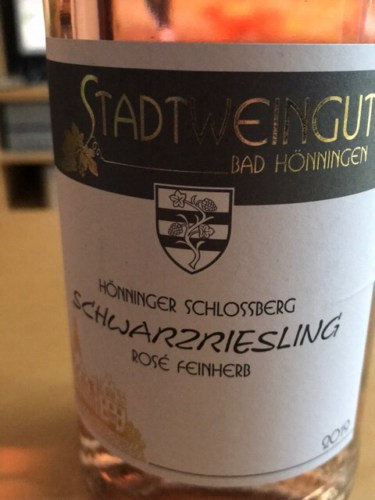 STADTWEINGUT
BAD HÖNNINGEN
HÖNNINGER SCHLOSSBERG
SCHWARZRIESLING
ROSÉ FEINHERB